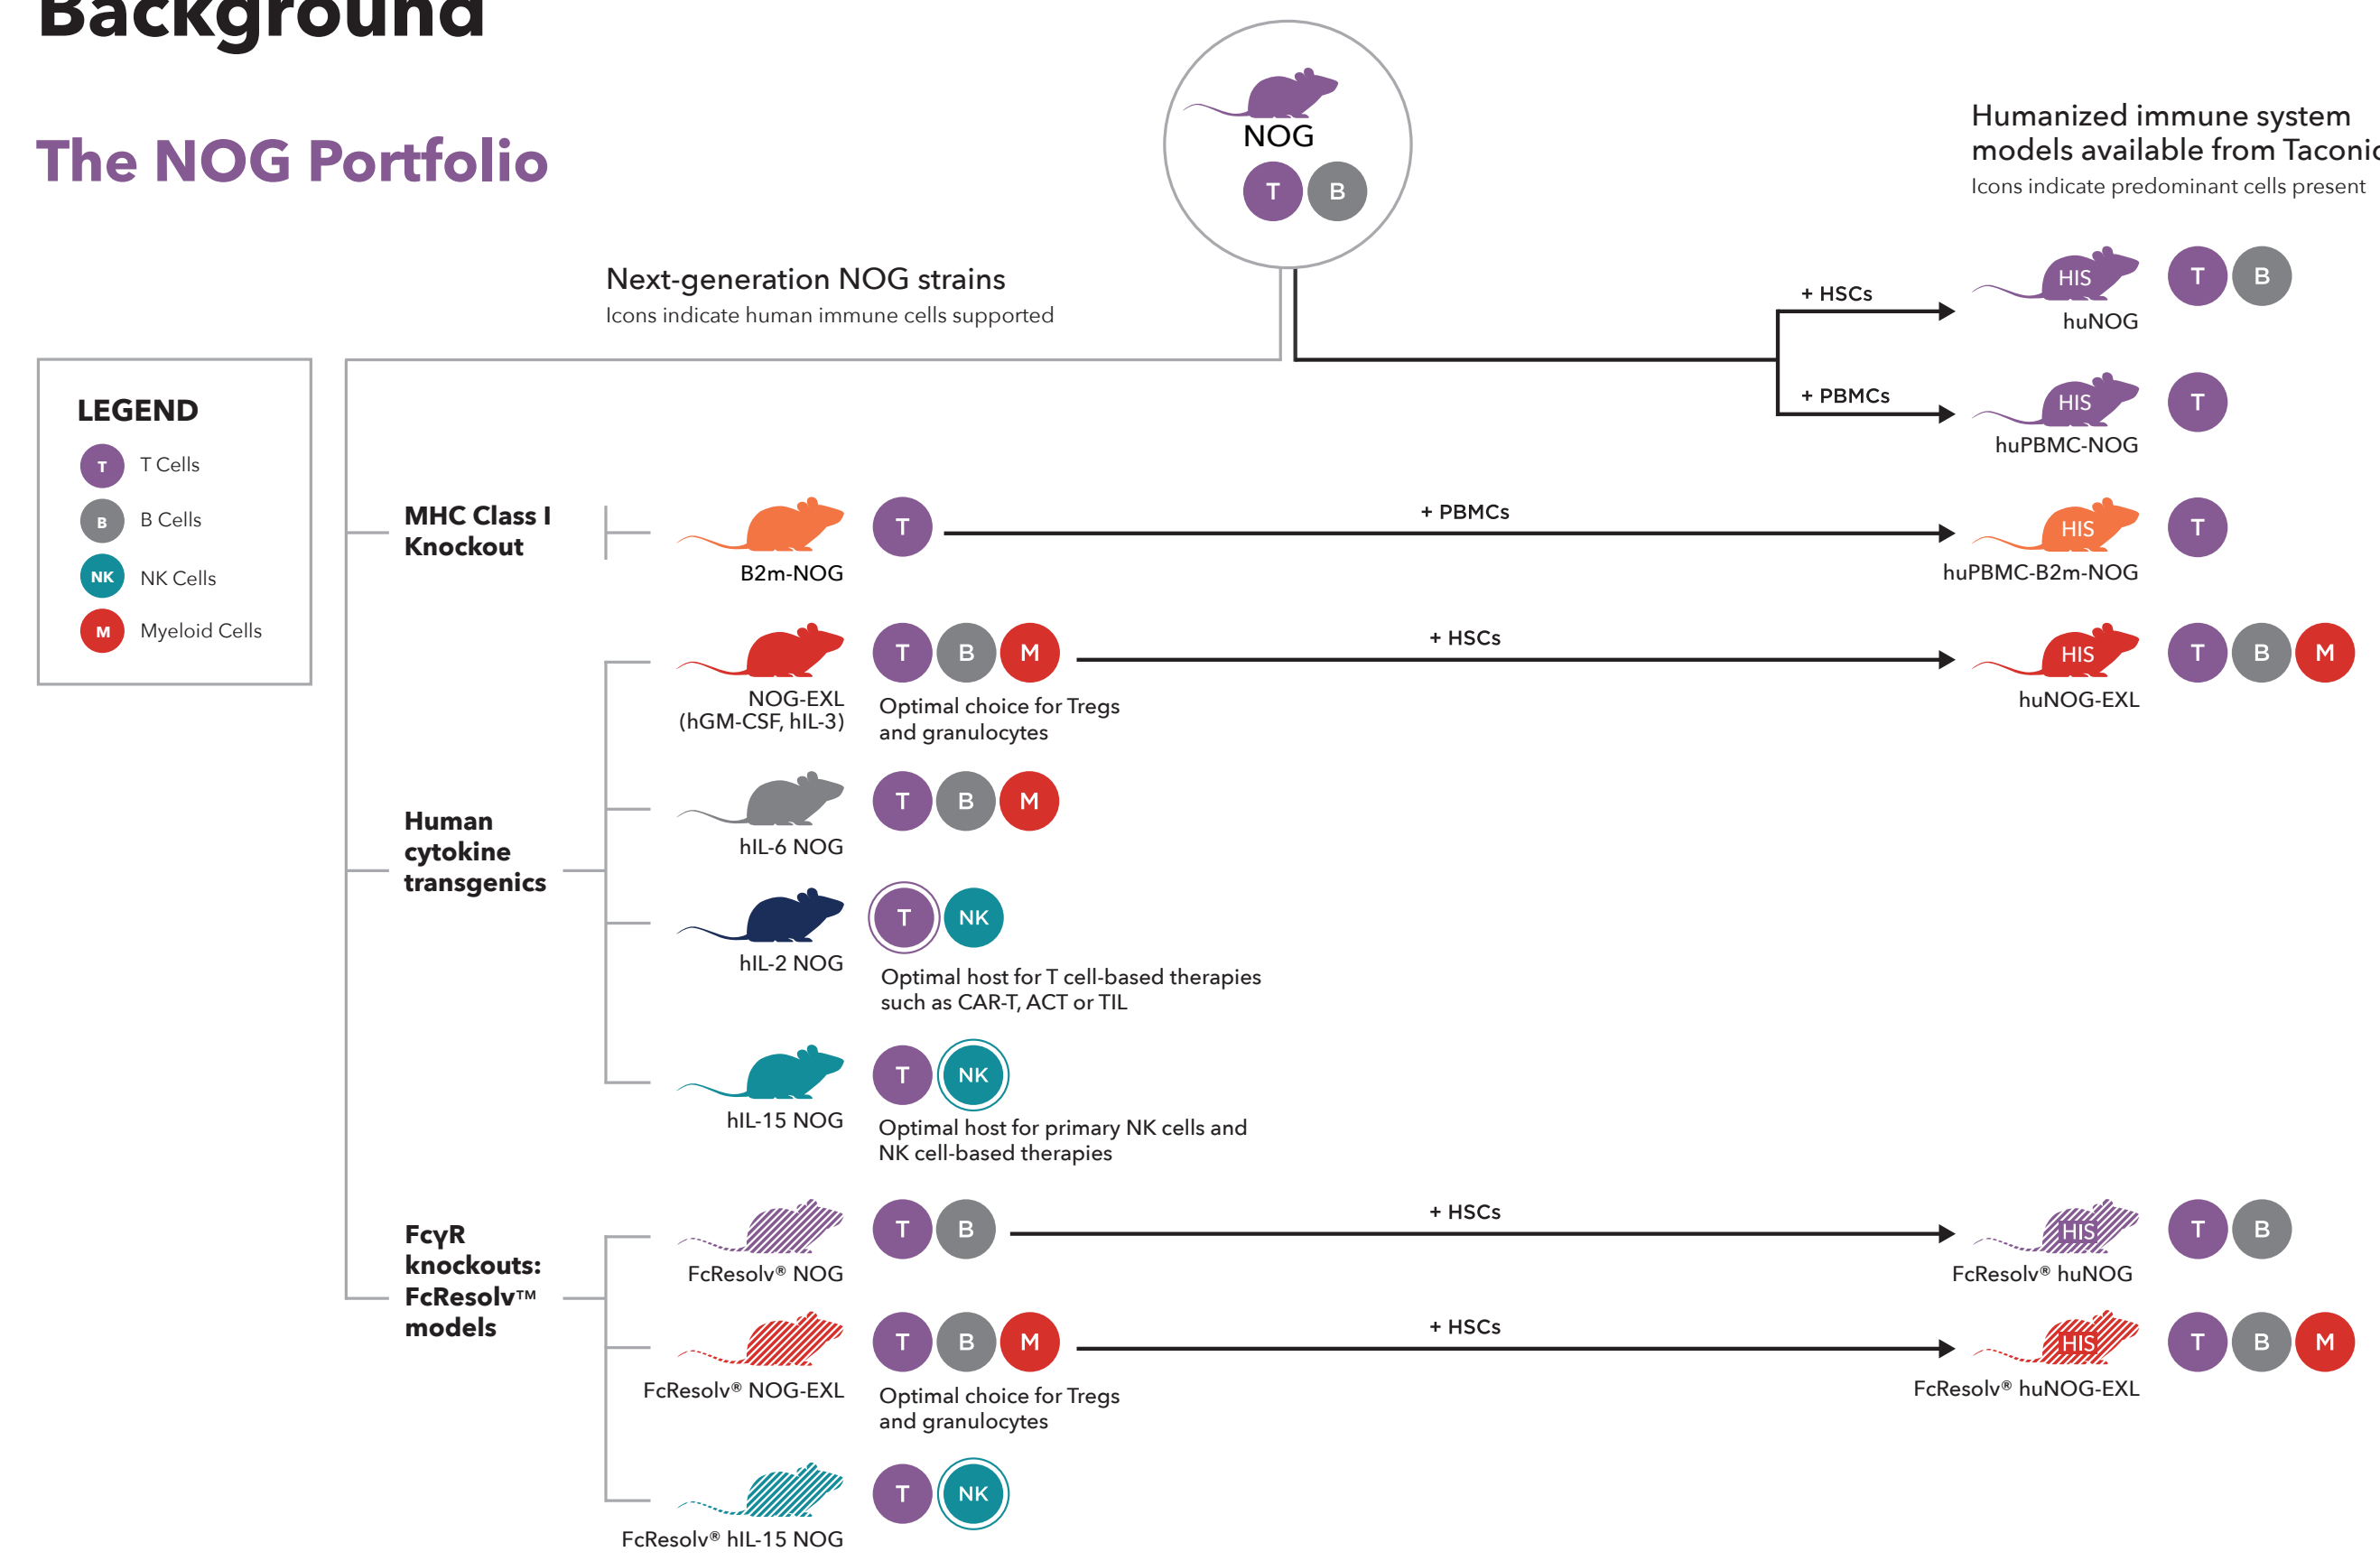 Background
The NOG Portfolio
NOG
T B
Humanized immune system
models available from Taconic
Icons indicate predominant cells present
Next-generation NOG strains
Icons indicate human immune cells supported
+ HSCs
HIS
huNOG
T B
+ PBMCs
HIS
huPBMC-NOG
T
LEGEND
T T Cells
B B Cells
NK NK Cells
M Myeloid Cells
MHC Class I
Knockout
B2m-NOG
T
+ PBMCs
HIS
huPBMC-B2m-NOG
T
Human
cytokine
transgenics
NOG-EXL
(hGM-CSF, hIL-3)
T B M
Optimal choice for Tregs
and granulocytes
+ HSCs
HIS
huNOG-EXL
T B M
hIL-6 NOG
T B M
hIL-2 NOG
T NK
Optimal host for T cell-based therapies
such as CAR-T, ACT or TIL
hIL-15 NOG
T NK
Optimal host for primary NK cells and
NK cell-based therapies
FcγR
knockouts:
FcResolv™
models
FcResolv® NOG
T B
+ HSCs
HIS
FcResolv® huNOG
T B
FcResolv® NOG-EXL
T B M
Optimal choice for Tregs
and granulocytes
+ HSCs
HIS
FcResolv® huNOG-EXL
T B M
FcResolv® hIL-15 NOG
T NK